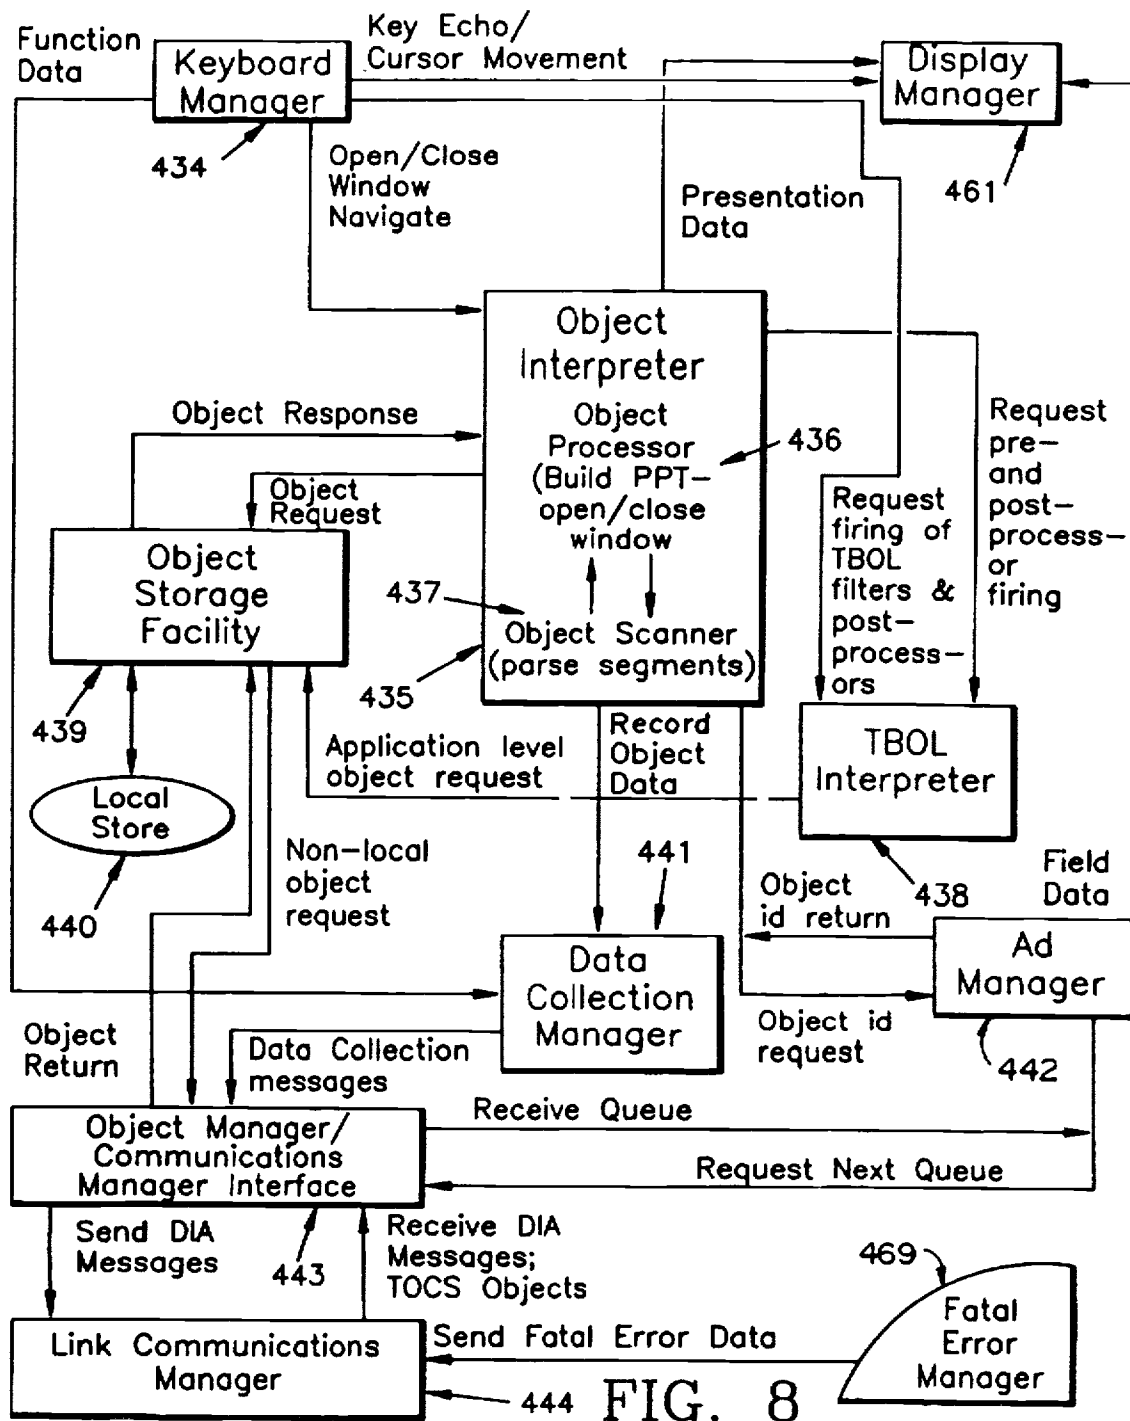 Function
Data
Keyboard
Manager
434
Key Echo/
Cursor Movement
Display
Manager
461
Open/Close
Window
Navigate
Presentation
Data
Object
Interpreter
Object
Processor
(Build PPT-
open/close
window
436
437
Object Scanner
(parse segments)
435
Object Response
Object
Request
Object
Storage
Facility
439
Local
Store
440
Request
firing of
TBOL
filters &
post-
process-
ors
Request
pre-
and
post-
process-
or
firing
TBOL
Interpreter
438
Application level
object request
Record
Object
Data
Non-local
object
request
441
Object
id return
Field
Data
Ad
Manager
442
Object id
request
Data
Collection
Manager
Object
Return
Data Collection
messages
Object Manager/
Communications
Manager Interface
443
Receive Queue
Request Next Queue
Send DIA
Messages
Receive DIA
Messages;
TOCS Objects
469
Fatal
Error
Manager
Send Fatal Error Data
Link Communications
Manager
444
FIG. 8